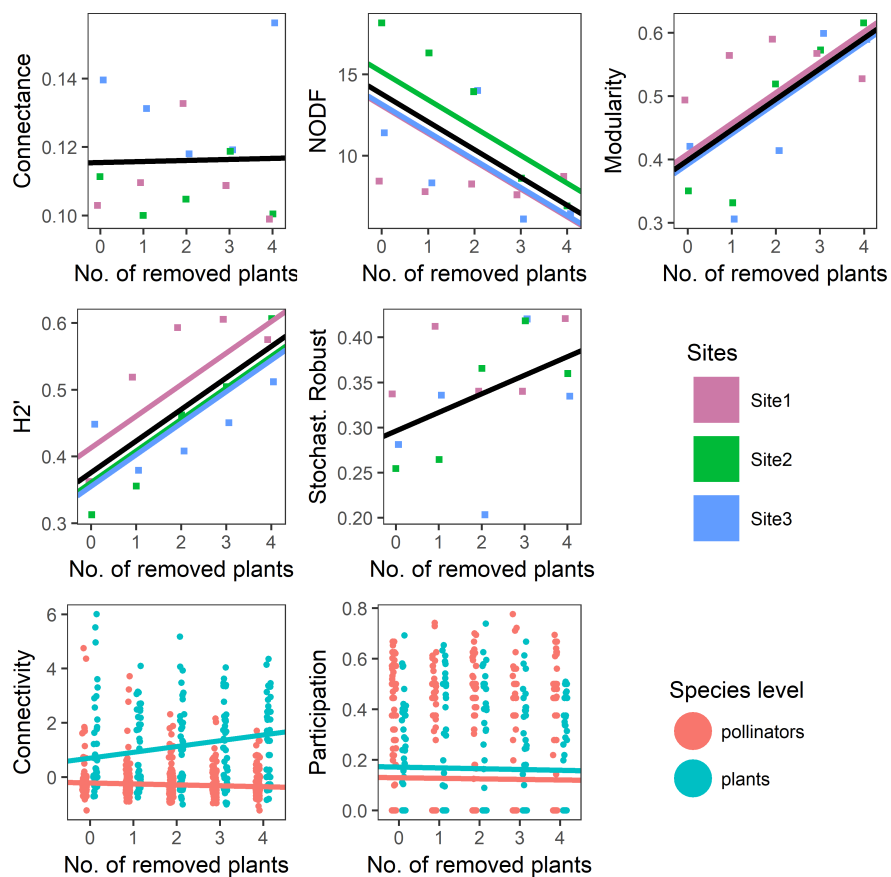 Connectance
0.14
0.12
0.10
0 1 2 3 4
No. of removed plants
NODF
15
10
0 1 2 3 4
No. of removed plants
Modularity
0.6
0.5
0.4
0.3
0 1 2 3 4
No. of removed plants
H2'
0.6
0.5
0.4
0.3
0 1 2 3 4
No. of removed plants
Stochast. Robust
0.40
0.35
0.30
0.25
0.20
0 1 2 3 4
No. of removed plants
Sites
Site1
Site2
Site3
Connectivity
6
4
2
0
0 1 2 3 4
No. of removed plants
Participation
0.8
0.6
0.4
0.2
0.0
0 1 2 3 4
No. of removed plants
Species level
pollinators
plants